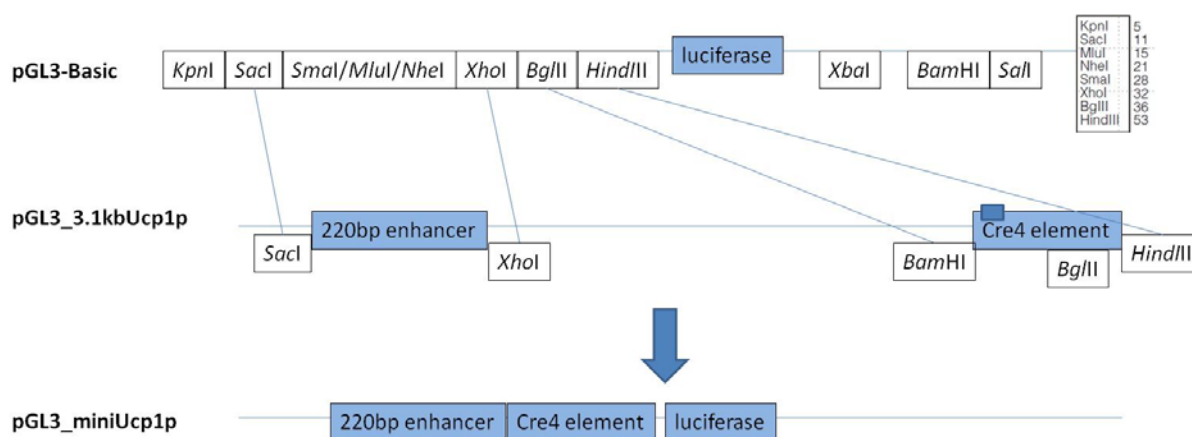 pGL3-Basic
KpnI SacI SmaI/MluI/NheI XhoI BglII HindIII luciferase XbaI BamHI SalI
KpnI 5
SacI 11
MluI 15
NheI 21
SmaI 28
XhoI 32
BglII 36
HindIII 53
pGL3_3.1kbUcp1p
220bp enhancer Cre4 element
SacI XhoI BamHI BglII HindIII
pGL3_miniUcp1p
220bp enhancer Cre4 element luciferase